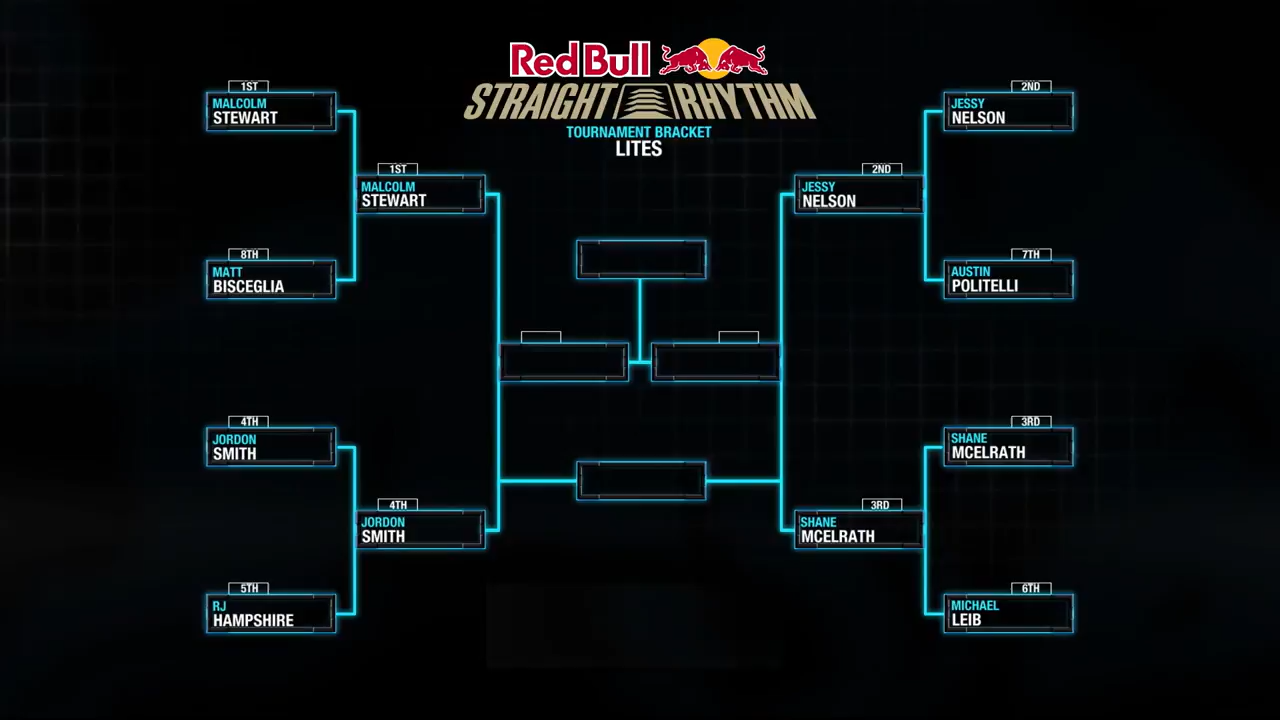 Red Bull
STRAIGHT RHYTHM
TOURNAMENT BRACKET
LITES
1ST
MALCOLM
STEWART
8TH
MATT
BISCEGLIA
4TH
JORDON
SMITH
5TH
RJ
HAMPSHIRE
1ST
MALCOLM
STEWART
4TH
JORDON
SMITH
2ND
JESSY
NELSON
3RD
SHANE
MCELRATH
2ND
JESSY
NELSON
7TH
AUSTIN
POLITELLI
3RD
SHANE
MCELRATH
6TH
MICHAEL
LEIB